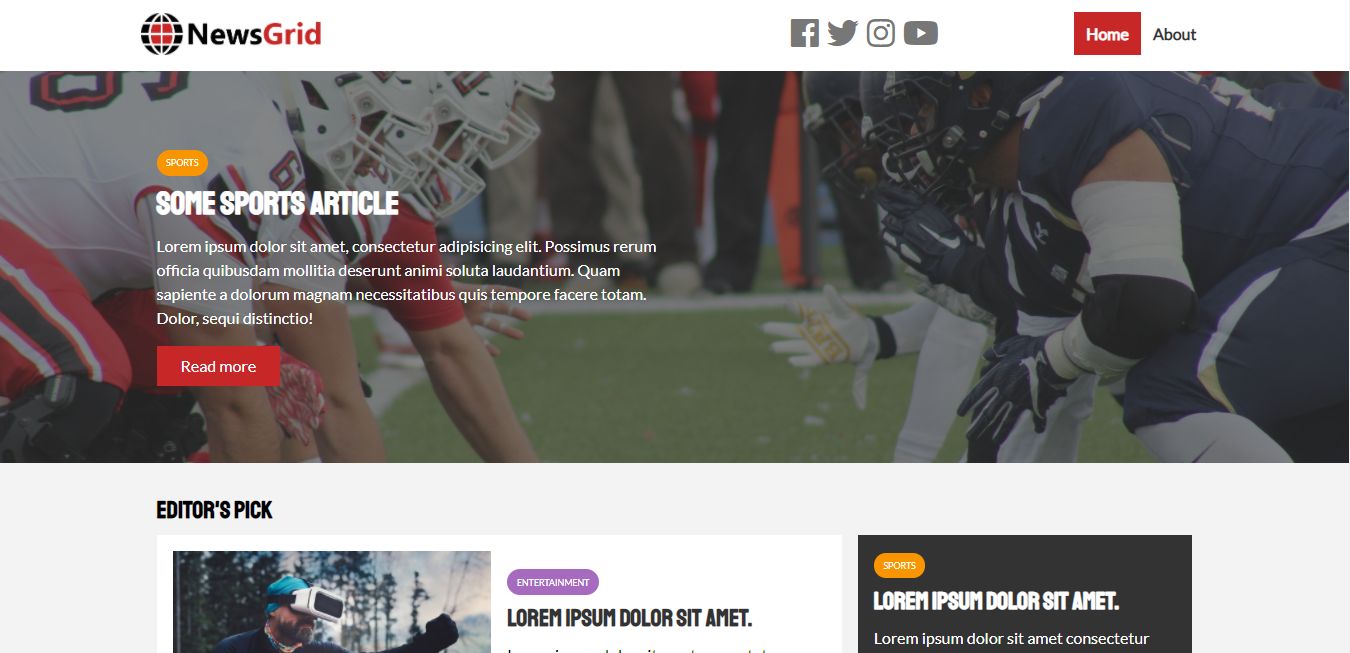 NewsGrid
Home
About
SPORTS
SOME SPORTS ARTICLE
Lorem ipsum dolor sit amet, consectetur adipisicing elit. Possimus rerum
officia quibusdam mollitia deserunt animi soluta laudantium. Quam
sapiente a dolorum magnam necessitatibus quis tempore facere totam.
Dolor, sequi distinctio!
Read more
EDITOR'S PICK
ENTERTAINMENT
LOREM IPSUM DOLOR SIT AMET.
SPORTS
LOREM IPSUM DOLOR SIT AMET.
Lorem ipsum dolor sit amet consectetur